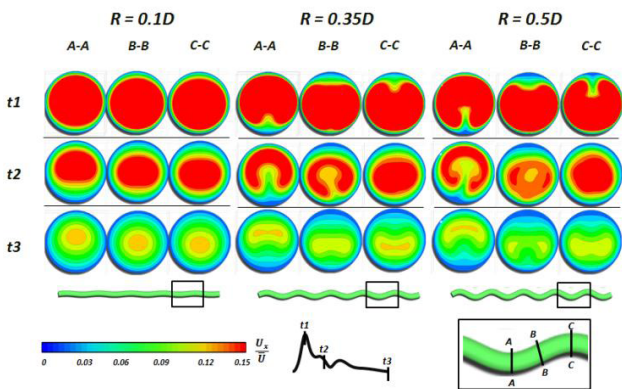 R = 0.1D R = 0.35D R = 0.5D
A-A B-B C-C A-A B-B C-C A-A B-B C-C
t1
t2
t3
t1
t2
t3
0 0.03 0.06 0.09 0.12 0.15
U_x
Ū
A B C
A B C